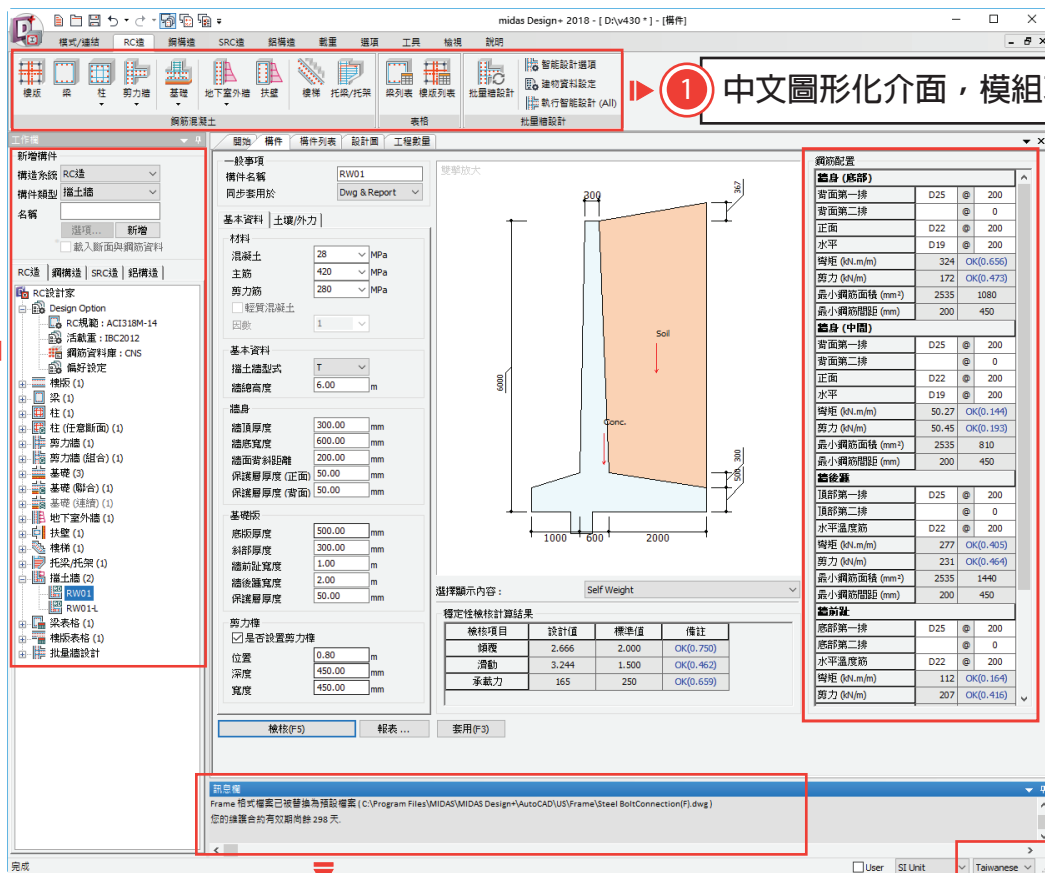 midas Design+ 2018 - [ D:\v430 * ] - [構件]
模式/連結 RC造 鋼構造 SRC造 鋁構造 載重 選項 工具 檢視 說明
樓版 梁 柱 剪力牆 基礎 地下室外牆 扶壁 樓梯 托梁/托架 梁列表 樓版列表 批量牆設計
智能設計選項
建物資料設定
執行智能設計 (All)
鋼筋混凝土 表格 批量牆設計
1 中文圖形化介面，模組
工作欄
新增構件
構造系統 RC造
構件類型 擋土牆
名稱
選項... 新增
載入斷面與鋼筋資料
RC造 鋼構造 SRC造 鋁構造
RC設計家
Design Option
RC規範 : ACI318M-14
活載重 : IBC2012
鋼筋資料庫 : CNS
偏好設定
樓版 (1)
梁 (1)
柱 (1)
柱 (任意斷面) (1)
剪力牆 (1)
剪力牆 (組合) (1)
基礎 (3)
基礎 (聯合) (1)
基礎 (連續) (1)
地下室外牆 (1)
扶壁 (1)
樓梯 (1)
托梁/托架 (1)
擋土牆 (2)
RW01
RW01-L
梁表格 (1)
樓版表格 (1)
批量牆設計
開始 構件 構件列表 設計圖 工程數量
一般事項
構件名稱 RW01
同步套用於 Dwg & Report
基本資料 土壤/外力
材料
混凝土 28 MPa
主筋 420 MPa
剪力筋 280 MPa
輕質混凝土
因數 1
基本資料
擋土牆型式 T
牆總高度 6.00 m
牆身
牆頂厚度 300.00 mm
牆底寬度 600.00 mm
牆面背斜距離 200.00 mm
保護層厚度 (正面) 50.00 mm
保護層厚度 (背面) 50.00 mm
基礎版
底版厚度 500.00 mm
斜部厚度 300.00 mm
牆前趾寬度 1.00 m
牆後踵寬度 2.00 m
保護層厚度 50.00 mm
剪力榫
是否設置剪力榫
位置 0.80 m
深度 450.00 mm
寬度 450.00 mm
檢核(F5) 報表 ... 套用(F3)
雙擊放大
300
367
Soil
6000
Conc.
300
500
1000 600 2000
選擇顯示內容 : Self Weight
穩定性檢核計算結果
檢核項目 設計值 標準值 備註
傾覆 2.666 2.000 OK(0.750)
滑動 3.244 1.500 OK(0.462)
承載力 165 250 OK(0.659)
鋼筋配置
牆身 (底部)
背面第一排 D25 @ 200
背面第二排 @ 0
正面 D22 @ 200
水平 D19 @ 200
彎矩 (kN.m/m) 324 OK(0.656)
剪力 (kN/m) 172 OK(0.473)
最小鋼筋面積 (mm²) 2535 1080
最小鋼筋間距 (mm) 200 450
牆身 (中間)
背面第一排 D25 @ 200
背面第二排 @ 0
正面 D22 @ 200
水平 D19 @ 200
彎矩 (kN.m/m) 50.27 OK(0.144)
剪力 (kN/m) 50.45 OK(0.193)
最小鋼筋面積 (mm²) 2535 810
最小鋼筋間距 (mm) 200 450
牆後踵
頂部第一排 D25 @ 200
頂部第二排 @ 0
水平溫度筋 D22 @ 200
彎矩 (kN.m/m) 277 OK(0.405)
剪力 (kN/m) 231 OK(0.464)
最小鋼筋面積 (mm²) 2535 1440
最小鋼筋間距 (mm) 200 450
牆前趾
底部第一排 D25 @ 200
底部第二排 @ 0
水平溫度筋 D22 @ 200
彎矩 (kN.m/m) 112 OK(0.164)
剪力 (kN/m) 207 OK(0.416)
訊息欄
Frame 格式檔案已被替換為預設檔案 ( C:\Program Files\MIDAS\MIDAS Design+\AutoCAD\US\Frame\Steel BoltConnection(F).dwg )
您的維護合約有效期尚餘 298 天.
完成 User SI Unit Taiwanese